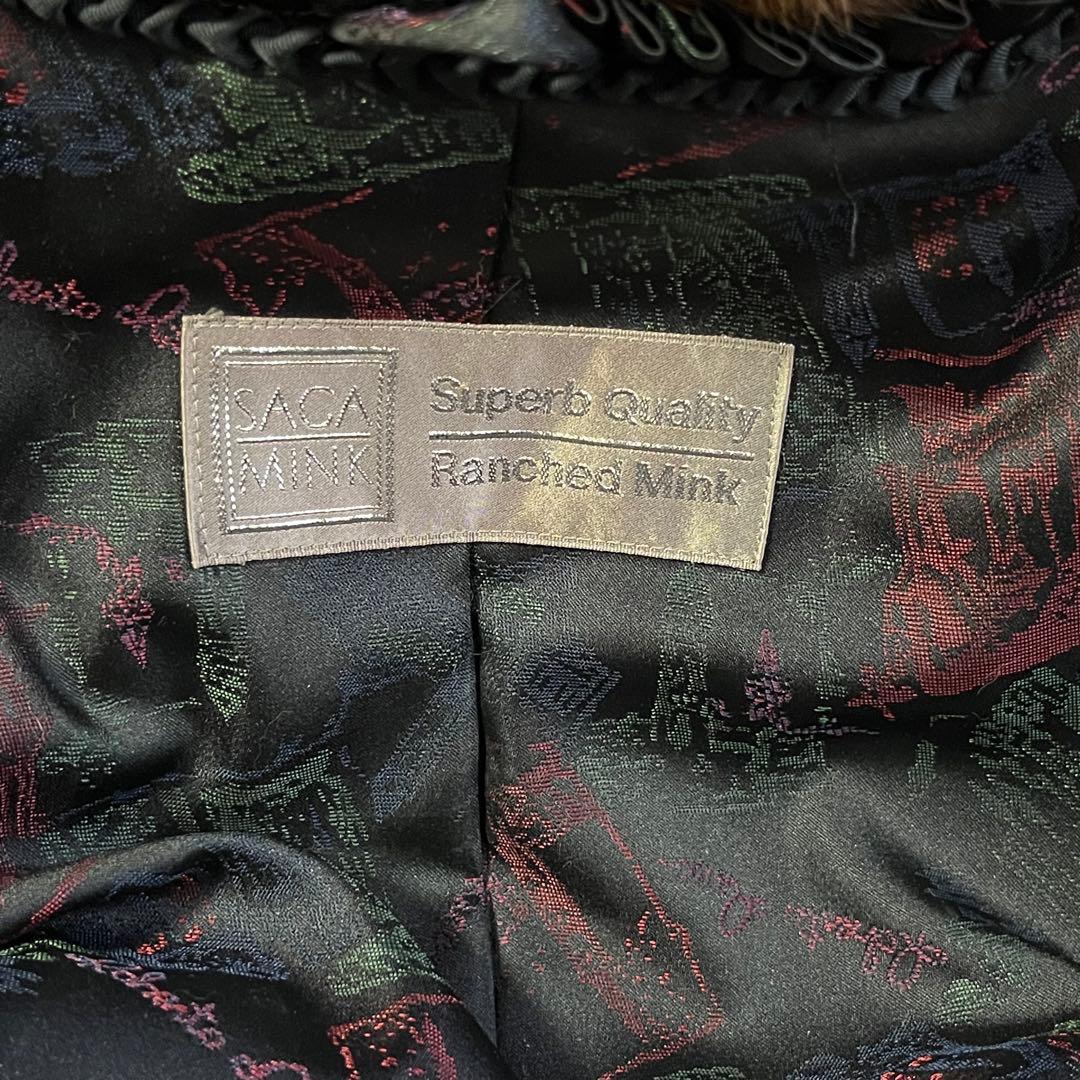 SAGA
MINK
Superb Quality
Ranched Mink